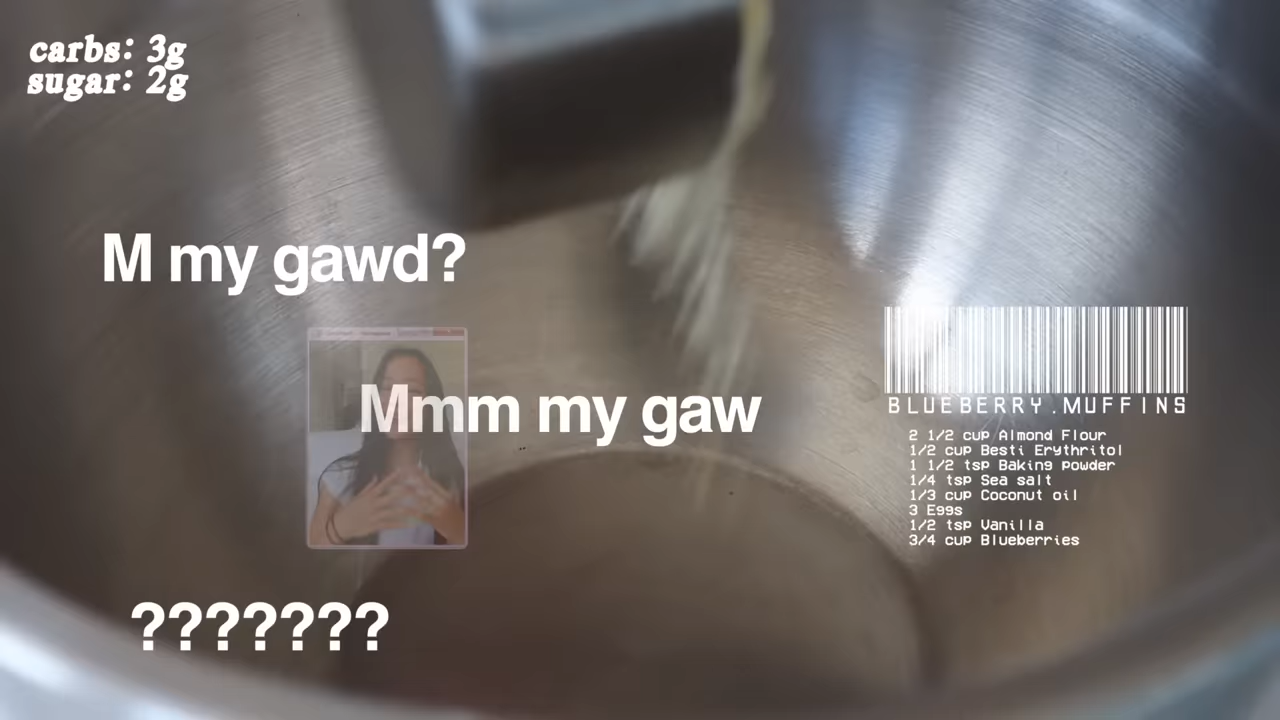 carbs: 3g
sugar: 2g
M my gawd?
Mmm my gaw
???????
BLUEBERRY.MUFFINS
2 1/2 cup Almond Flour
1/2 cup Besti Erythritol
1 1/2 tsp Baking powder
1/4 tsp Sea salt
1/3 cup Coconut oil
3 Eggs
1/2 tsp Vanilla
3/4 cup Blueberries